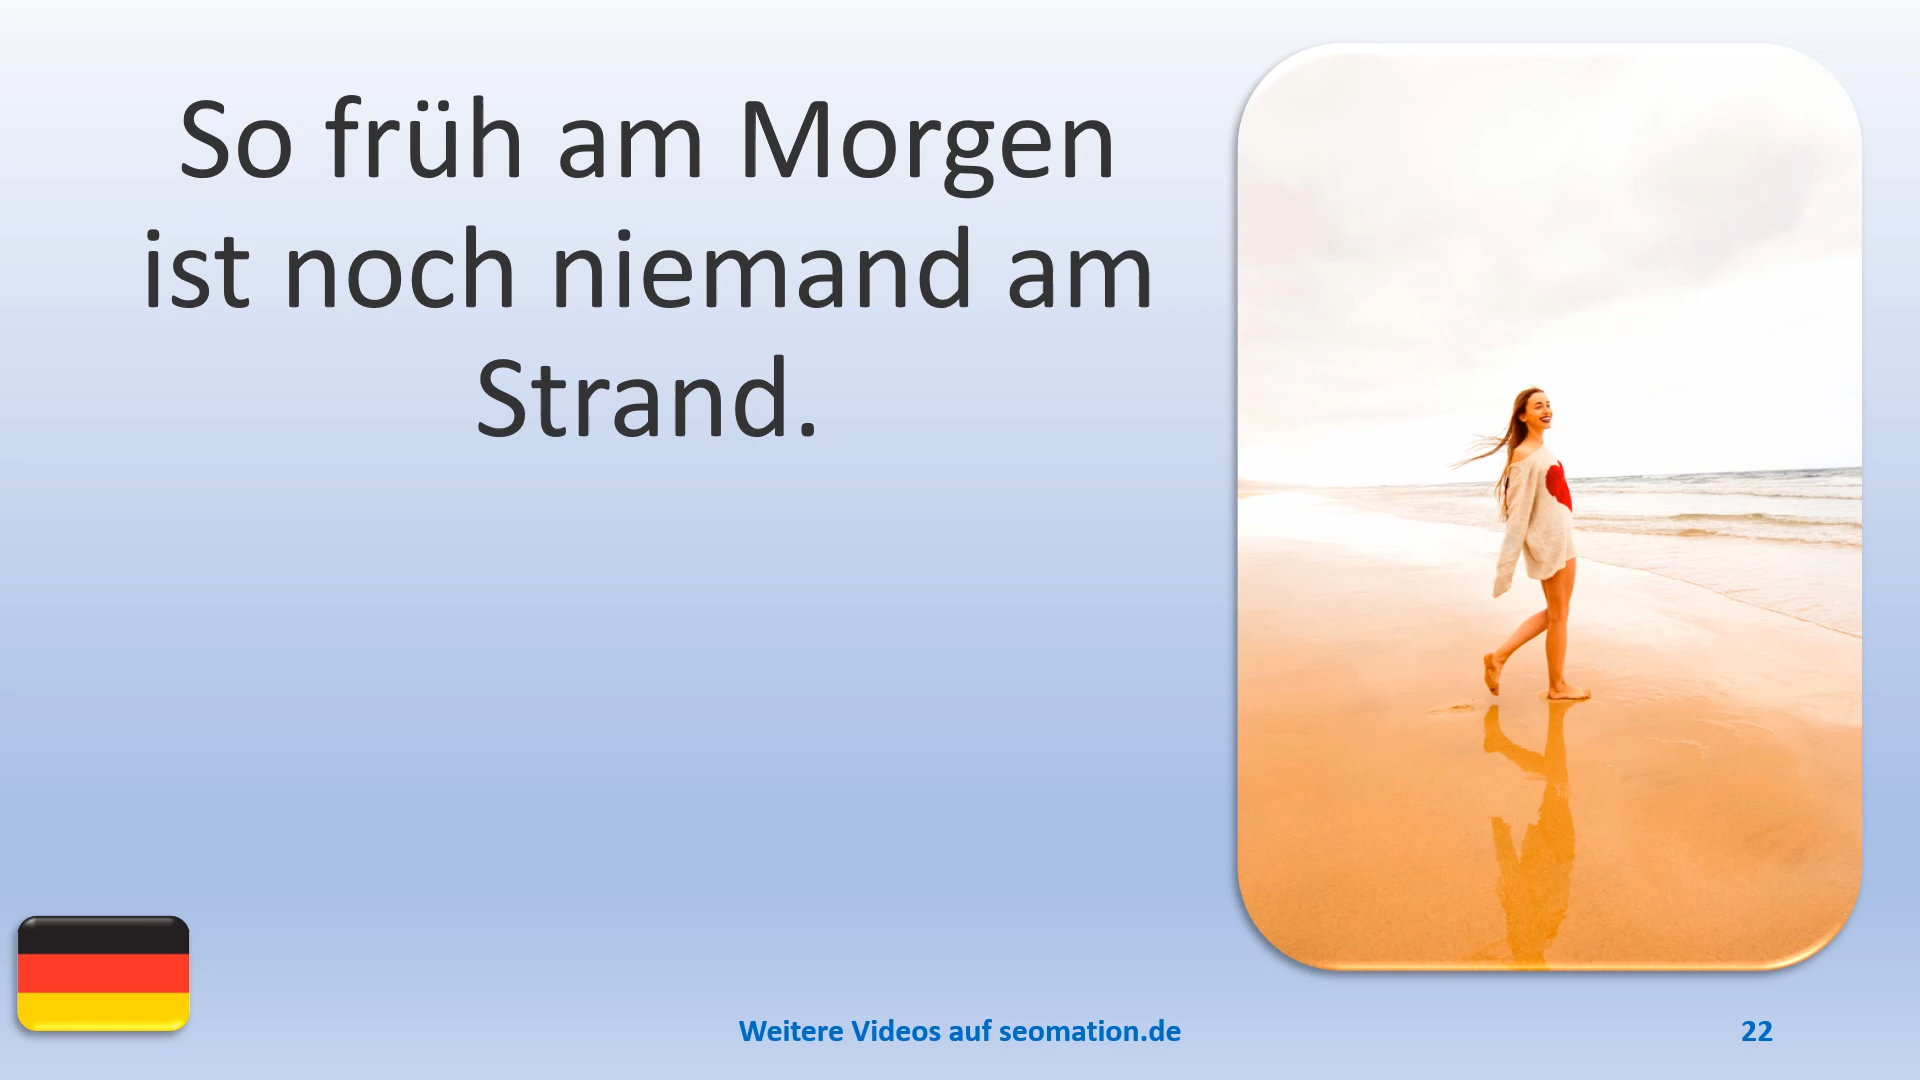 So früh am Morgen
ist noch niemand am
Strand.
Weitere Videos auf seomation.de
22